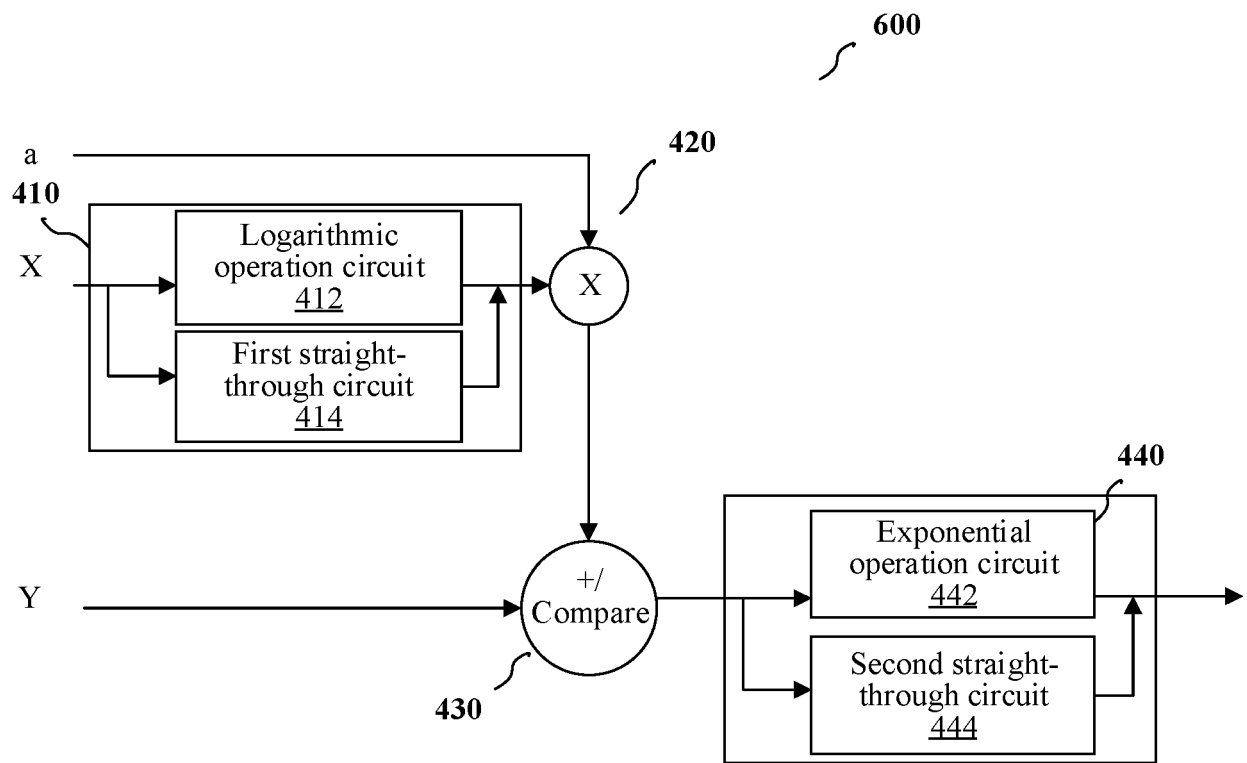 600
a
420
410
X
Logarithmic
operation circuit
412
X
First straight-
through circuit
414
440
Exponential
operation circuit
442
+/
Compare
Y
Second straight-
through circuit
444
430